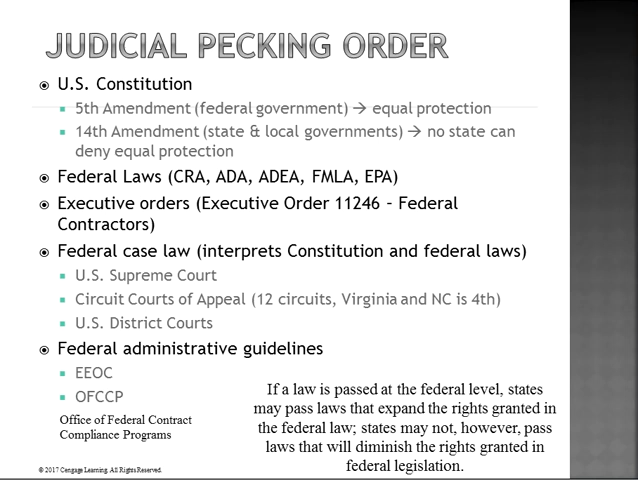 JUDICIAL PECKING ORDER
U.S. Constitution
5th Amendment (federal government) → equal protection
14th Amendment (state & local governments) → no state can
deny equal protection
Federal Laws (CRA, ADA, ADEA, FMLA, EPA)
Executive orders (Executive Order 11246 – Federal
Contractors)
Federal case law (interprets Constitution and federal laws)
U.S. Supreme Court
Circuit Courts of Appeal (12 circuits, Virginia and NC is 4th)
U.S. District Courts
Federal administrative guidelines
EEOC
OFCCP
Office of Federal Contract
Compliance Programs
If a law is passed at the federal level, states
may pass laws that expand the rights granted in
the federal law; states may not, however, pass
laws that will diminish the rights granted in
federal legislation.
© 2017 Cengage Learning. All Rights Reserved.